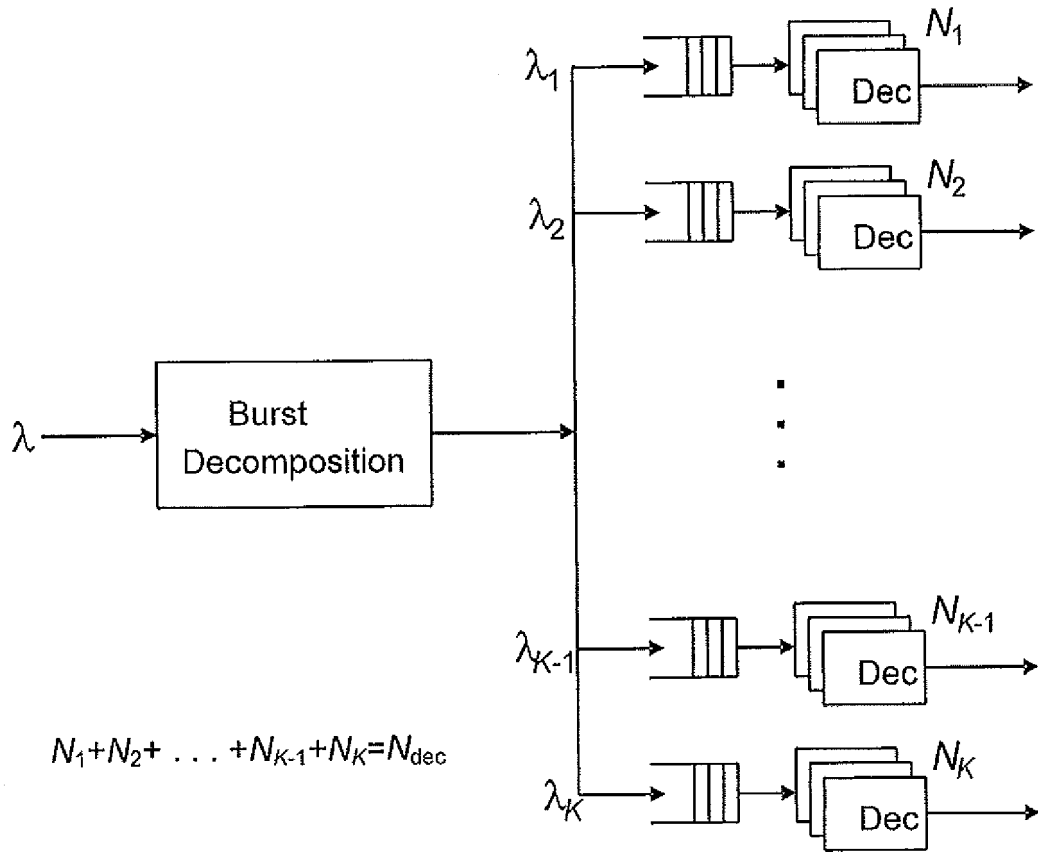 λ₁
N₁
Dec
λ₂
N₂
Dec
λ
Burst
Decomposition
λK-1
NK-1
Dec
N₁+N₂+ . . . +NK-1+NK=Ndec
λK
NK
Dec